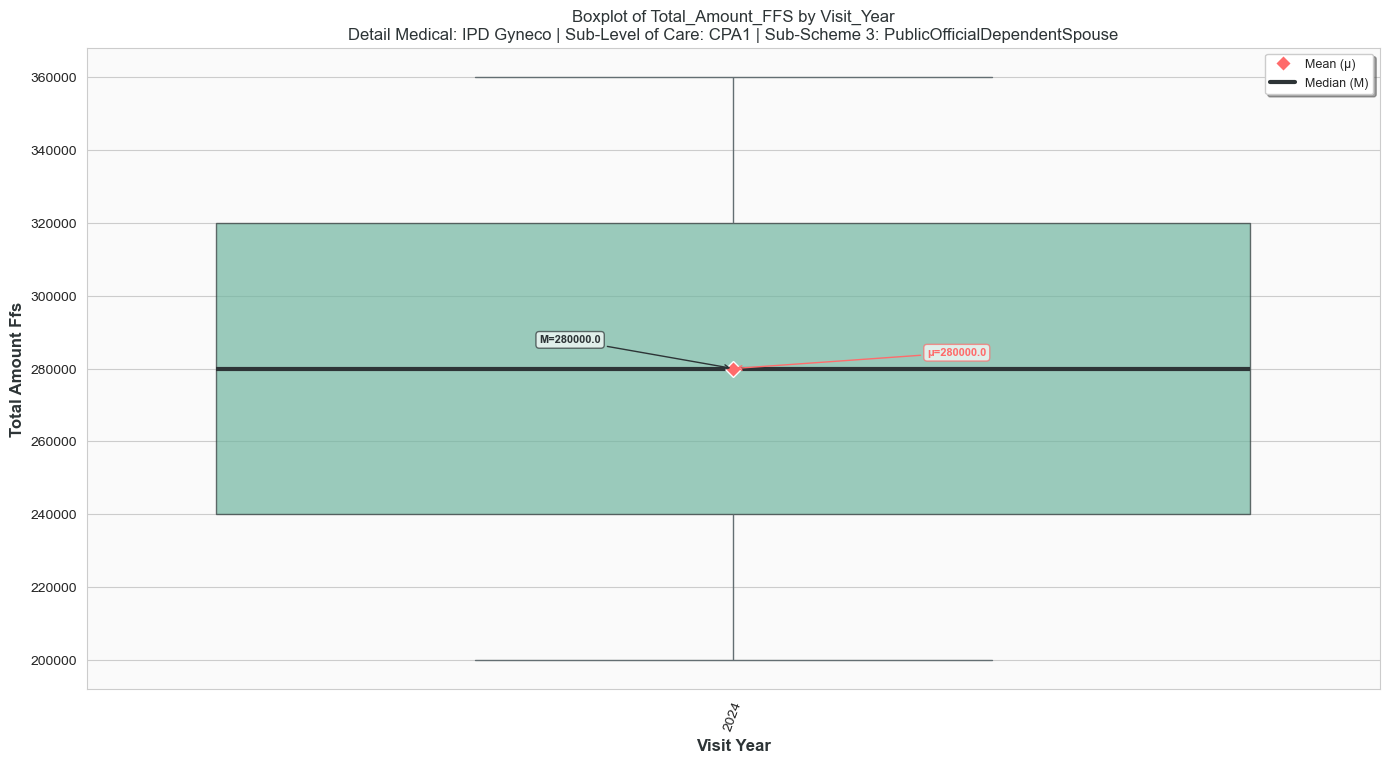 Boxplot of Total_Amount_FFS by Visit_Year
Detail Medical: IPD Gyneco | Sub-Level of Care: CPA1 | Sub-Scheme 3: PublicOfficialDependentSpouse
Mean (μ)
Median (M)
Total Amount Ffs
360000
340000
320000
300000
280000
260000
240000
220000
200000
M=280000.0
μ=280000.0
2024
Visit Year